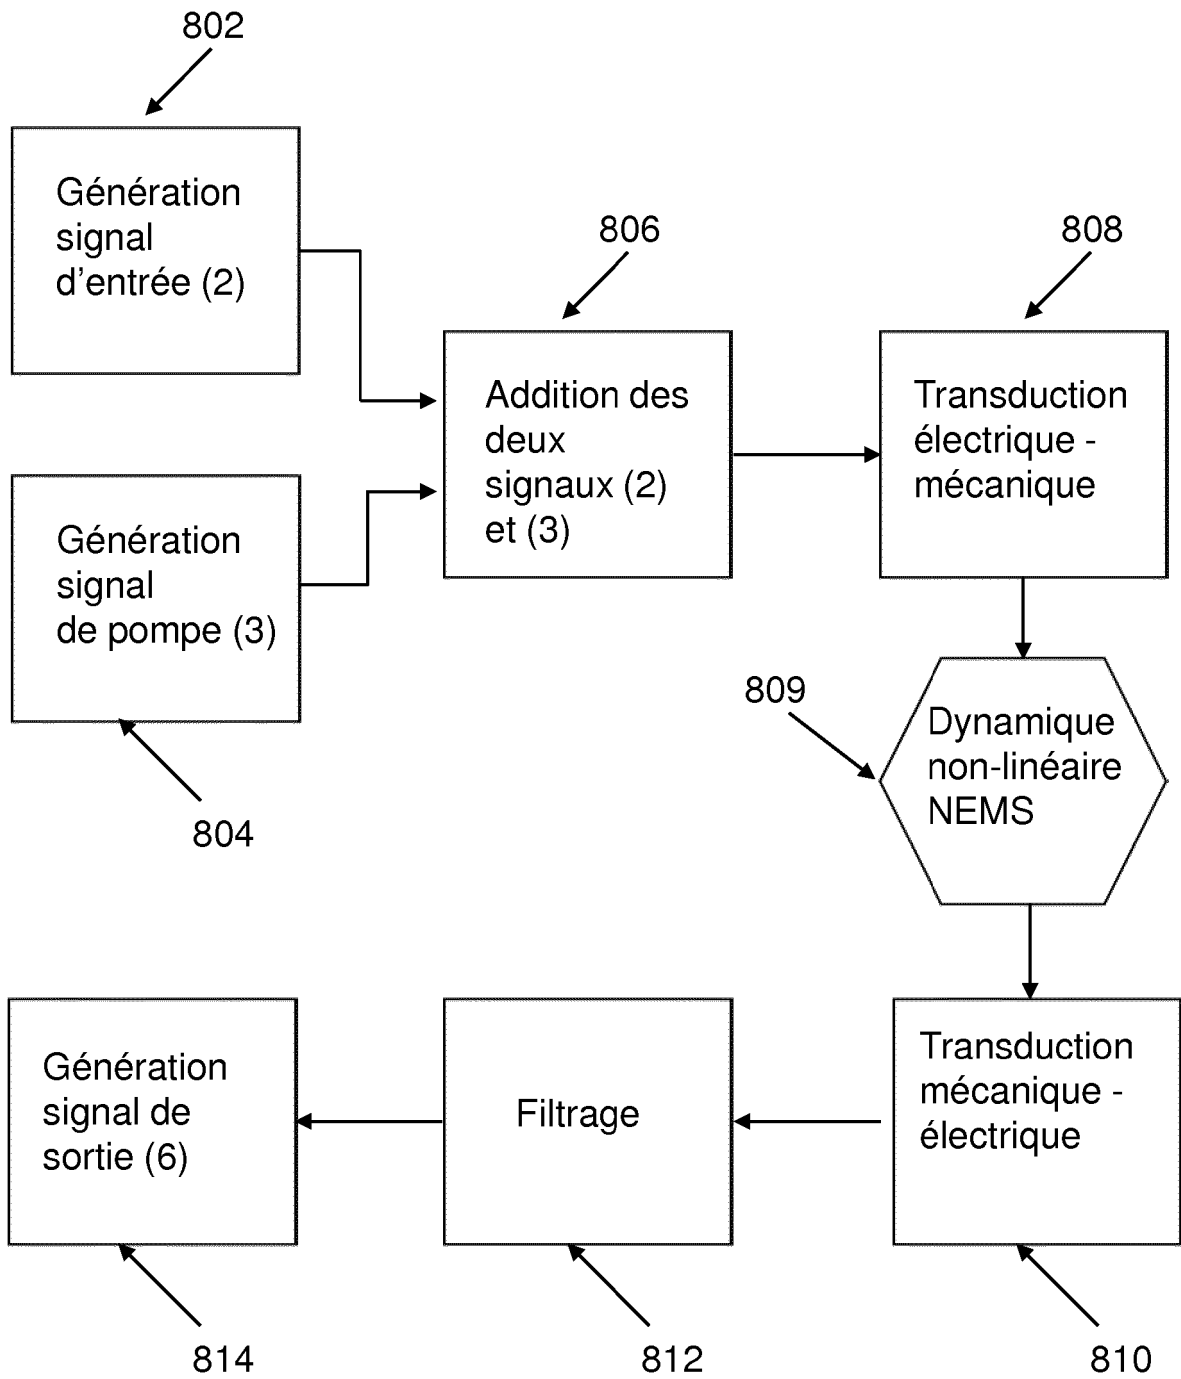 802
Génération
signal
d'entrée (2)
806
808
Addition des
deux
signaux (2)
et (3)
Transduction
électrique -
mécanique
Génération
signal
de pompe (3)
804
809
Dynamique
non-linéaire
NEMS
Génération
signal de
sortie (6)
Filtrage
Transduction
mécanique -
électrique
814
812
810